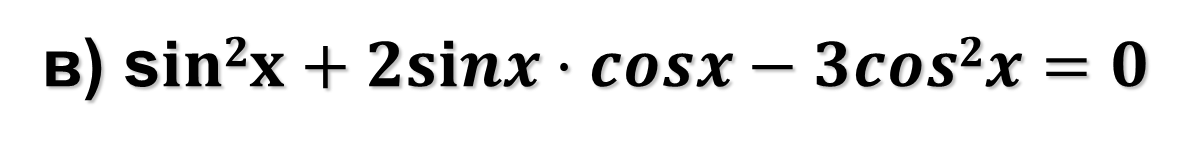 в) sin²x + 2sinx · cosx − 3cos²x = 0